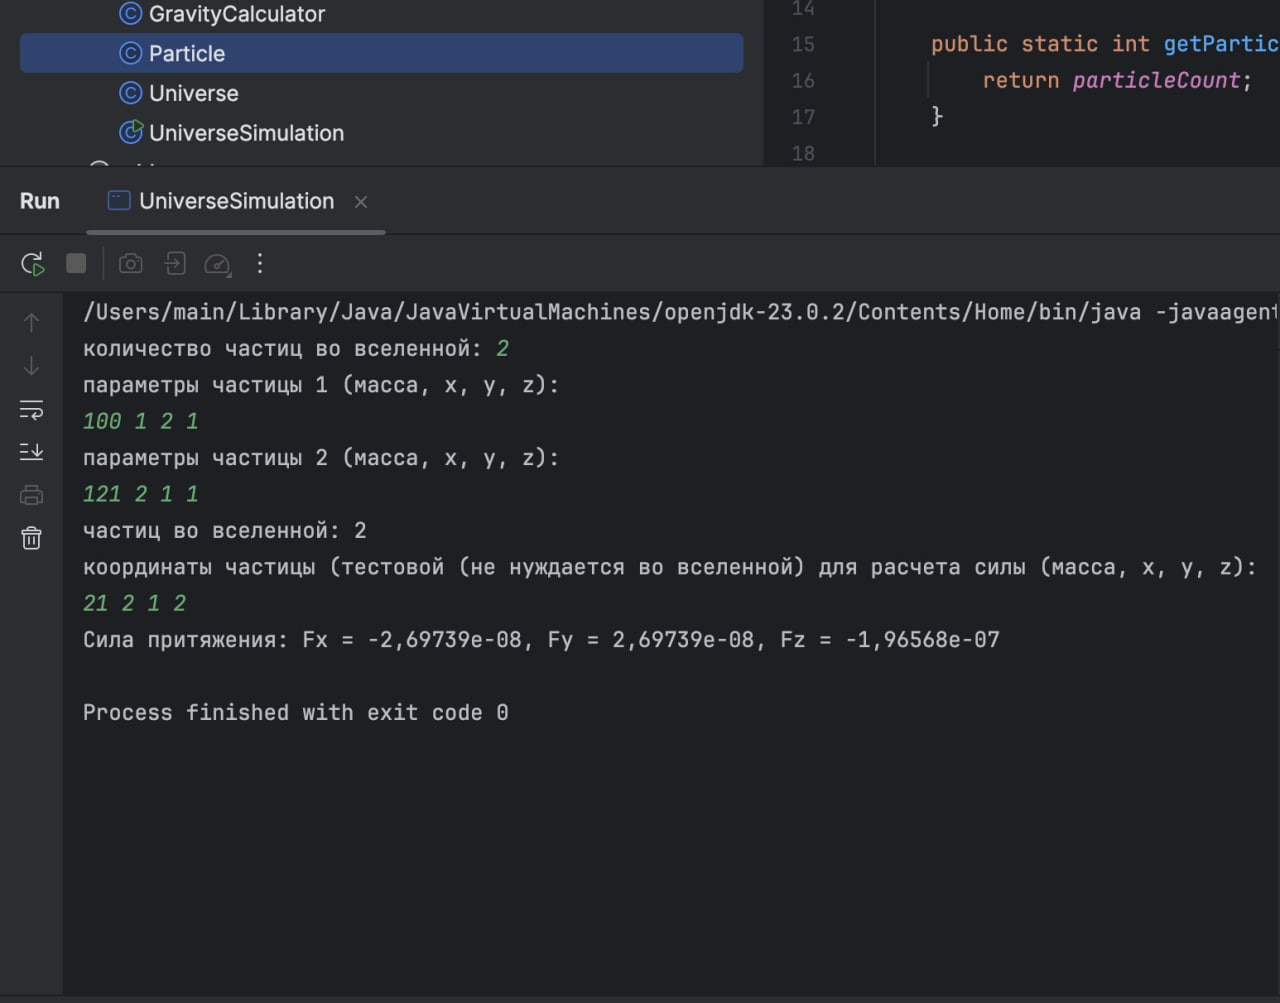 GravityCalculator
Particle
Universe
UniverseSimulation
14
15 public static int getPartic
16 return particleCount;
17 }
18
Run UniverseSimulation
/Users/main/Library/Java/JavaVirtualMachines/openjdk-23.0.2/Contents/Home/bin/java -javaagent
количество частиц во вселенной: 2
параметры частицы 1 (масса, x, y, z):
100 1 2 1
параметры частицы 2 (масса, x, y, z):
121 2 1 1
частиц во вселенной: 2
координаты частицы (тестовой (не нуждается во вселенной) для расчета силы (масса, x, y, z):
21 2 1 2
Сила притяжения: Fx = -2,69739e-08, Fy = 2,69739e-08, Fz = -1,96568e-07
Process finished with exit code 0